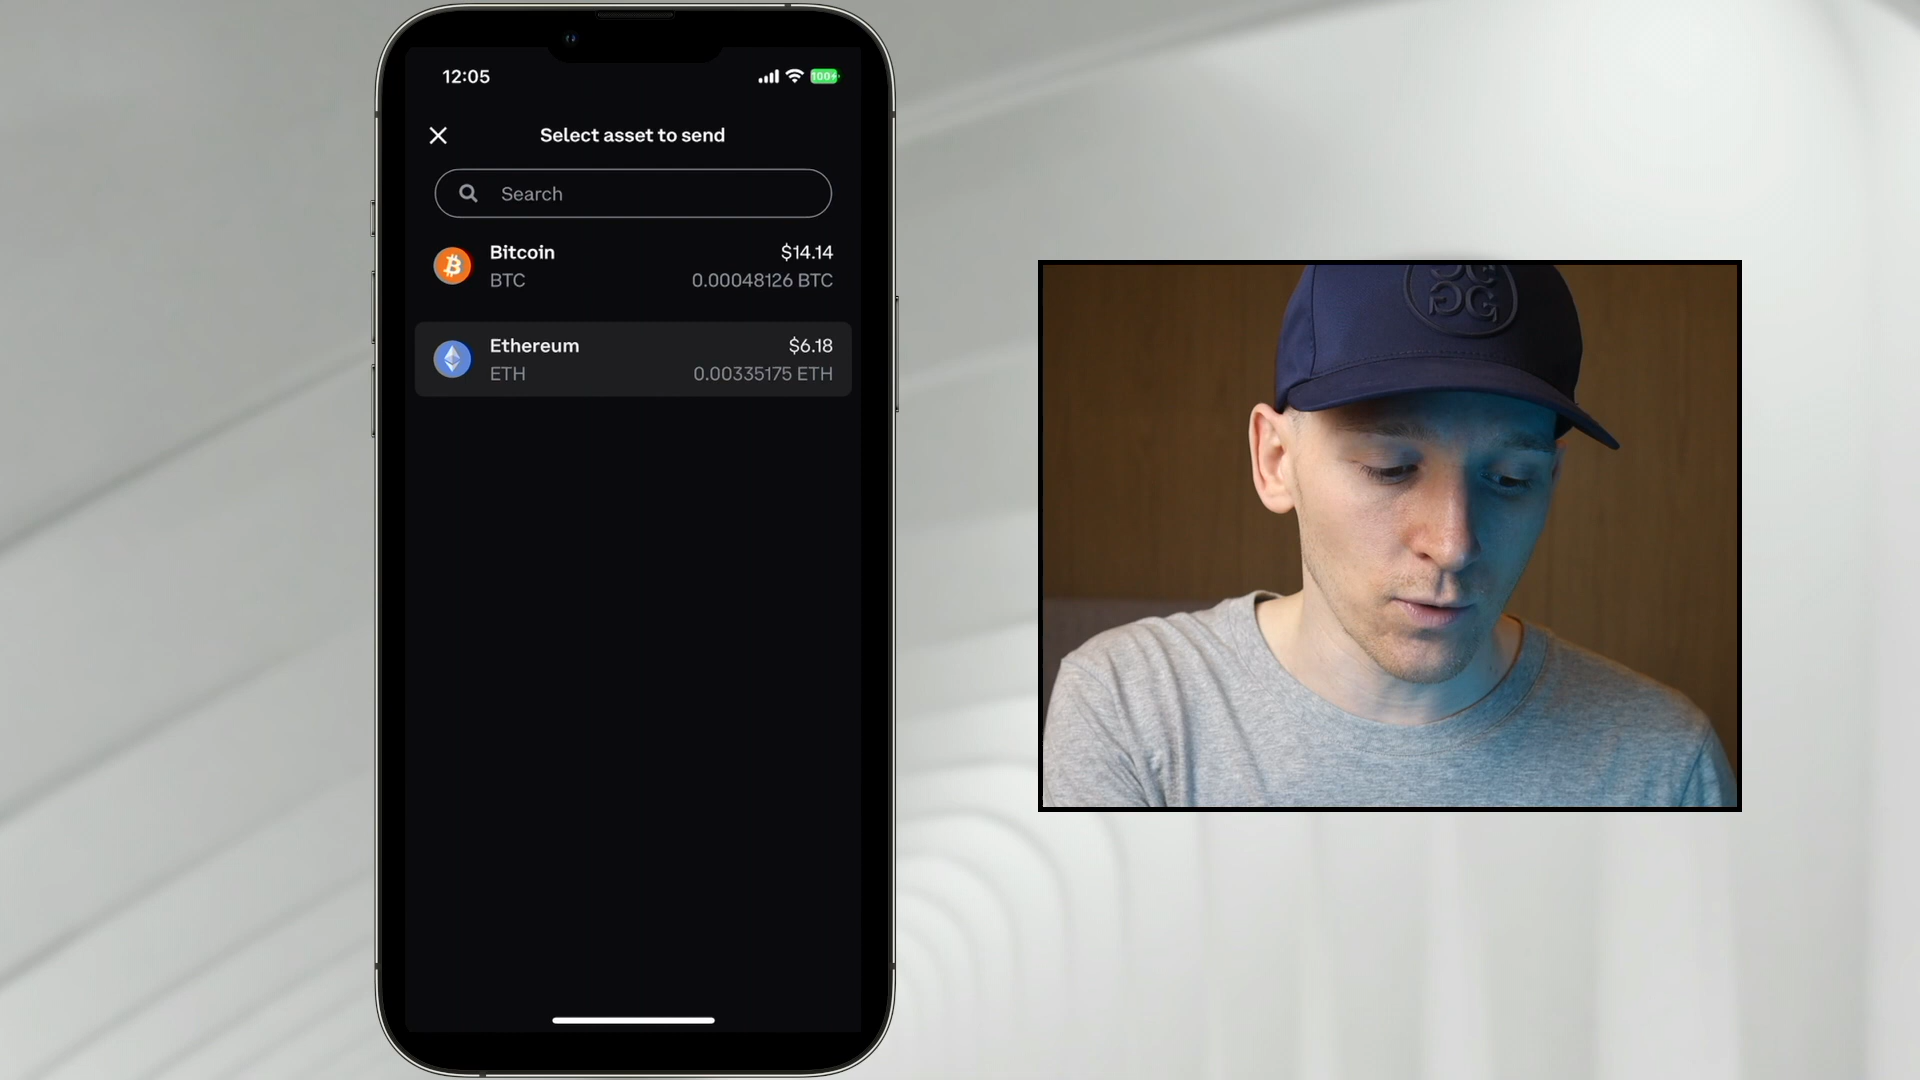 12:05
100
Select asset to send
Search
Bitcoin
$14.14
BTC
0.00048126 BTC
Ethereum
$6.18
ETH
0.00335175 ETH